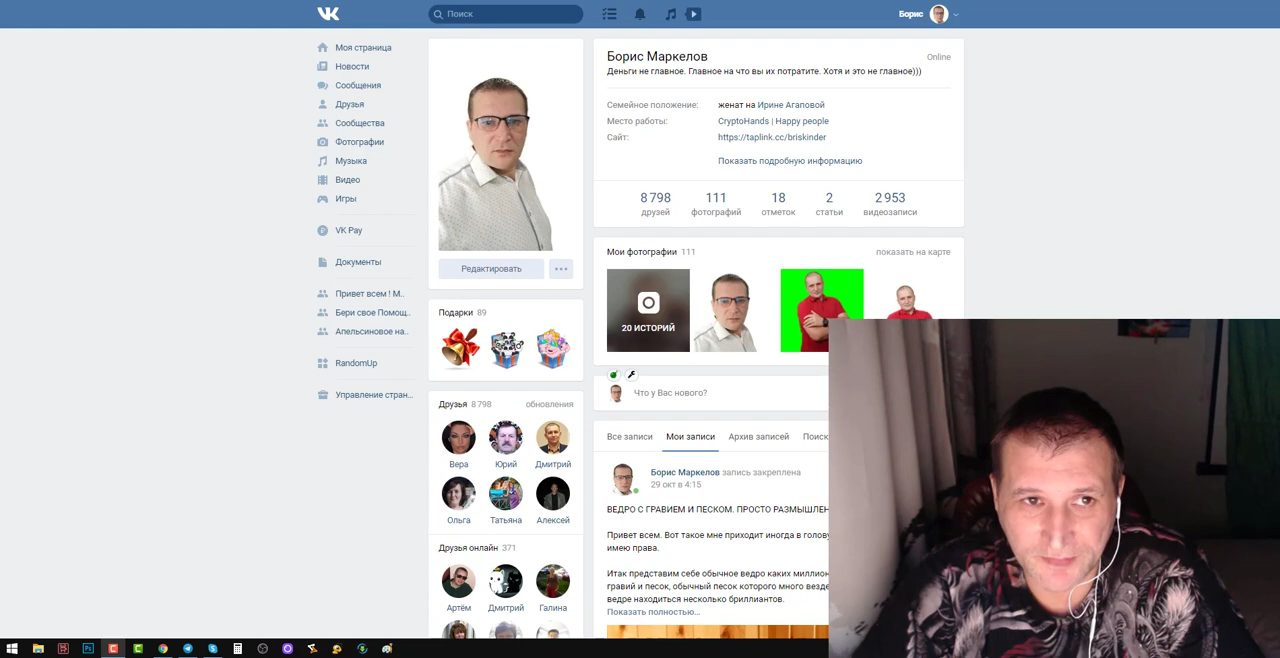 Поиск
Борис
Моя страница
Новости
Сообщения
Друзья
Сообщества
Фотографии
Музыка
Видео
Игры
VK Pay
Документы
Привет всем ! М..
Бери свое Помощ..
Апельсиновое на..
RandomUp
Управление стран...
Редактировать
Подарки 89
Друзья 8 798 обновления
Вера Юрий Дмитрий
Ольга Татьяна Алексей
Друзья онлайн 371
Артём Дмитрий Галина
Борис Маркелов Online
Деньги не главное. Главное на что вы их потратите. Хотя и это не главное)))
Семейное положение: женат на Ирине Агаповой
Место работы: CryptoHands | Happy people
Сайт: https://taplink.cc/briskinder
Показать подробную информацию
8 798 111 18 2 2 953
друзей фотографий отметок статьи видеозаписи
Мои фотографии 111 показать на карте
20 ИСТОРИЙ
Что у Вас нового?
Все записи Мои записи Архив записей Поиск
Борис Маркелов запись закреплена
29 окт в 4:15
ВЕДРО С ГРАВИЕМ И ПЕСКОМ. ПРОСТО РАЗМЫШЛЕН
Привет всем. Вот такое мне приходит иногда в голову
имею права.
Итак представим себе обычное ведро каких миллион
гравий и песок, обычный песок которого много везде
ведре находиться несколько бриллиантов.
Показать полностью...